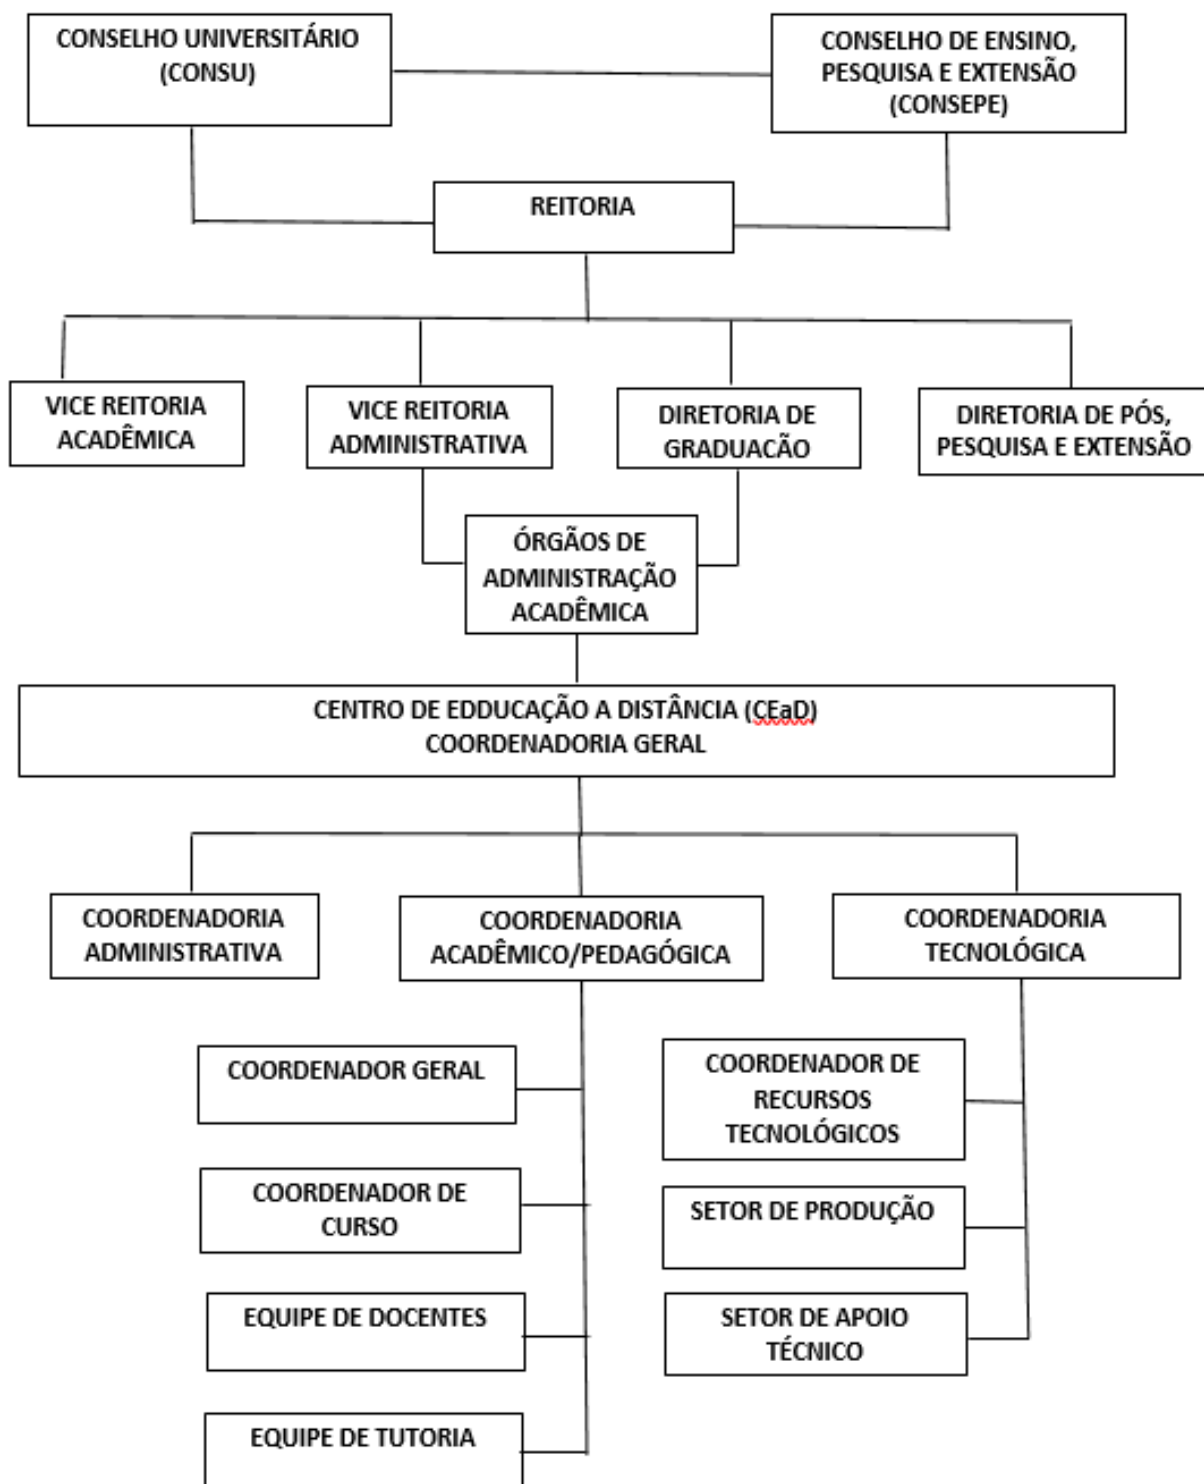 CONSELHO UNIVERSITÁRIO
(CONSU)
CONSELHO DE ENSINO,
PESQUISA E EXTENSÃO
(CONSEPE)
REITORIA
VICE REITORIA
ACADÊMICA
VICE REITORIA
ADMINISTRATIVA
DIRETORIA DE
GRADUACÃO
DIRETORIA DE PÓS,
PESQUISA E EXTENSÃO
ÓRGÃOS DE
ADMINISTRAÇÃO
ACADÊMICA
CENTRO DE EDDUCAÇÃO A DISTÂNCIA (CEaD)
COORDENADORIA GERAL
COORDENADORIA
ADMINISTRATIVA
COORDENADORIA
ACADÊMICO/PEDAGÓGICA
COORDENADORIA
TECNOLÓGICA
COORDENADOR GERAL
COORDENADOR DE
CURSO
EQUIPE DE DOCENTES
EQUIPE DE TUTORIA
COORDENADOR DE
RECURSOS
TECNOLÓGICOS
SETOR DE PRODUÇÃO
SETOR DE APOIO
TÉCNICO